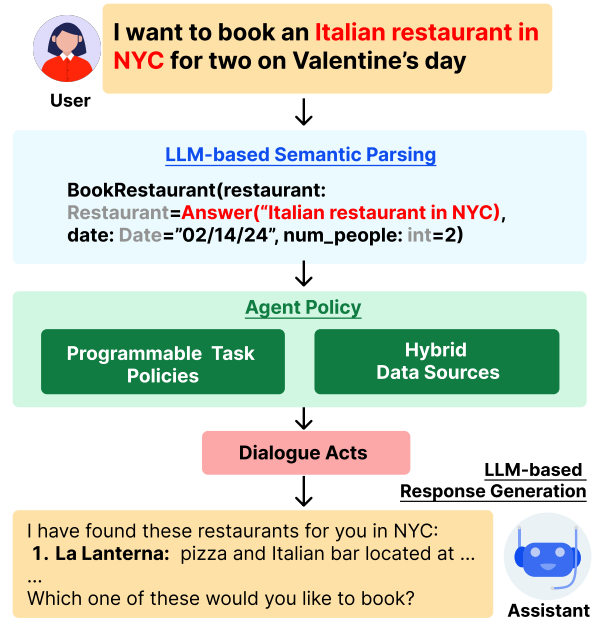 I want to book an Italian restaurant in
NYC for two on Valentine’s day
User
LLM-based Semantic Parsing
BookRestaurant(restaurant:
Restaurant=Answer(“Italian restaurant in NYC),
date: Date=”02/14/24”, num_people: int=2)
Agent Policy
Programmable Task
Policies
Hybrid
Data Sources
Dialogue Acts
LLM-based
Response Generation
I have found these restaurants for you in NYC:
1. La Lanterna: pizza and Italian bar located at ...
...
Which one of these would you like to book?
Assistant